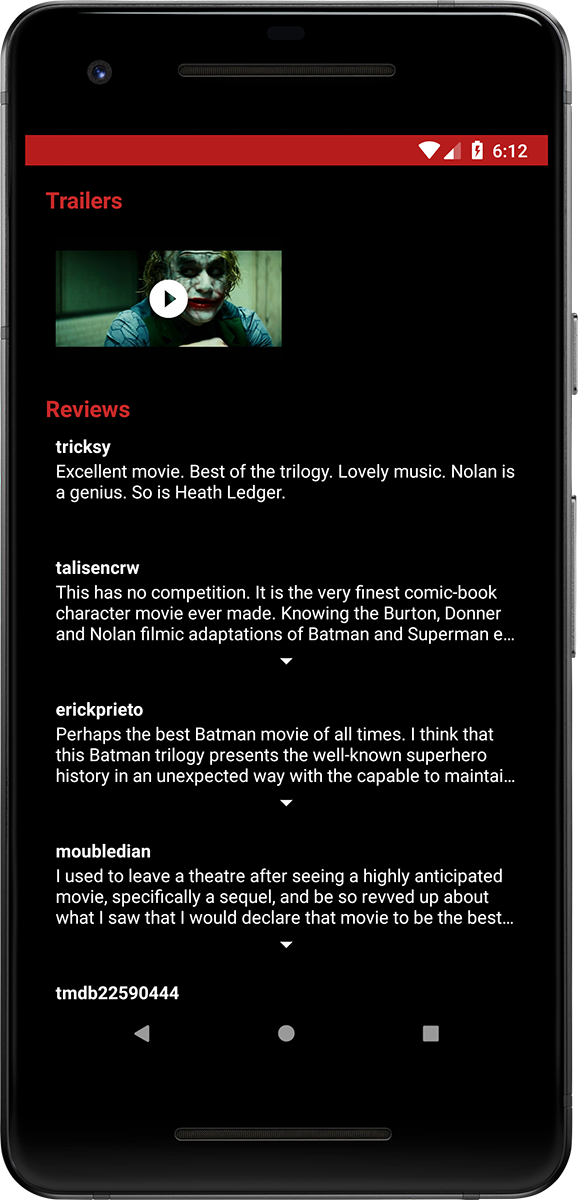 6:12
Trailers
Reviews
tricksy
Excellent movie. Best of the trilogy. Lovely music. Nolan is
a genius. So is Heath Ledger.
talisencrw
This has no competition. It is the very finest comic-book
character movie ever made. Knowing the Burton, Donner
and Nolan filmic adaptations of Batman and Superman e…
erickprieto
Perhaps the best Batman movie of all times. I think that
this Batman trilogy presents the well-known superhero
history in an unexpected way with the capable to maintai…
moubledian
I used to leave a theatre after seeing a highly anticipated
movie, specifically a sequel, and be so revved up about
what I saw that I would declare that movie to be the best…
tmdb22590444